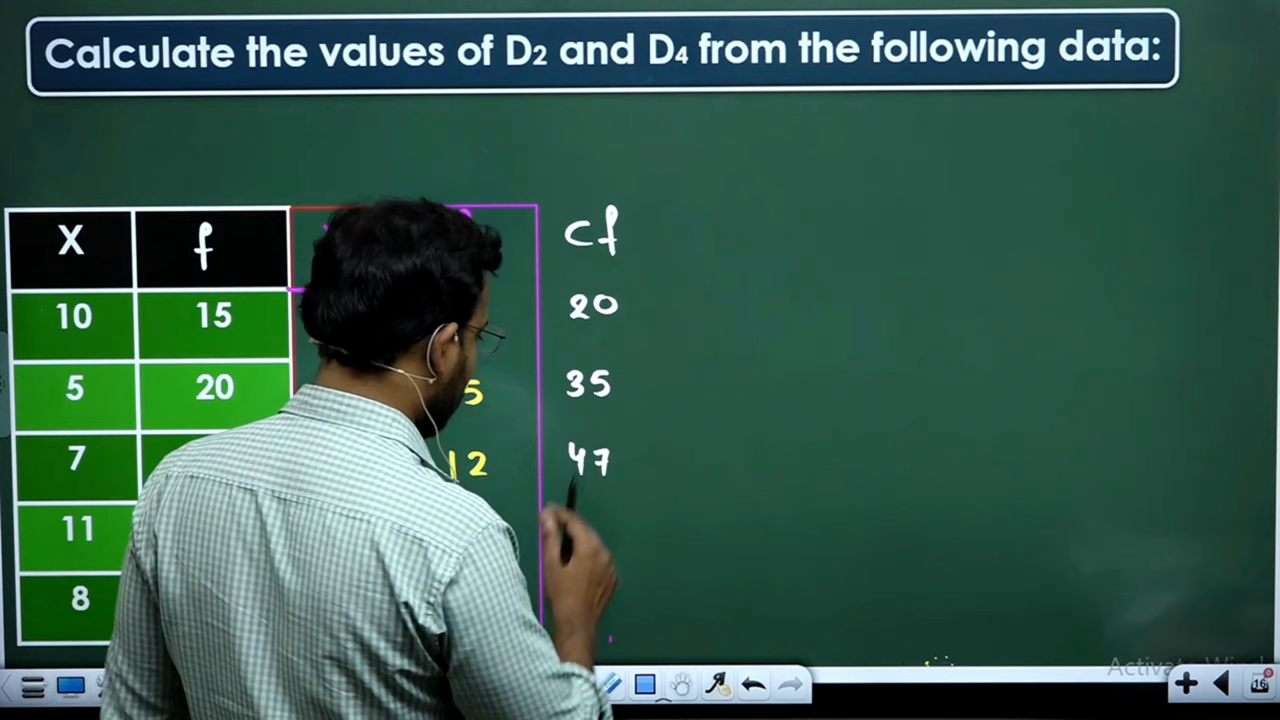 Calculate the values of D2 and D4 from the following data:
X f cf
10 15 20
5 20 5 35
7 12 47
11
8
16